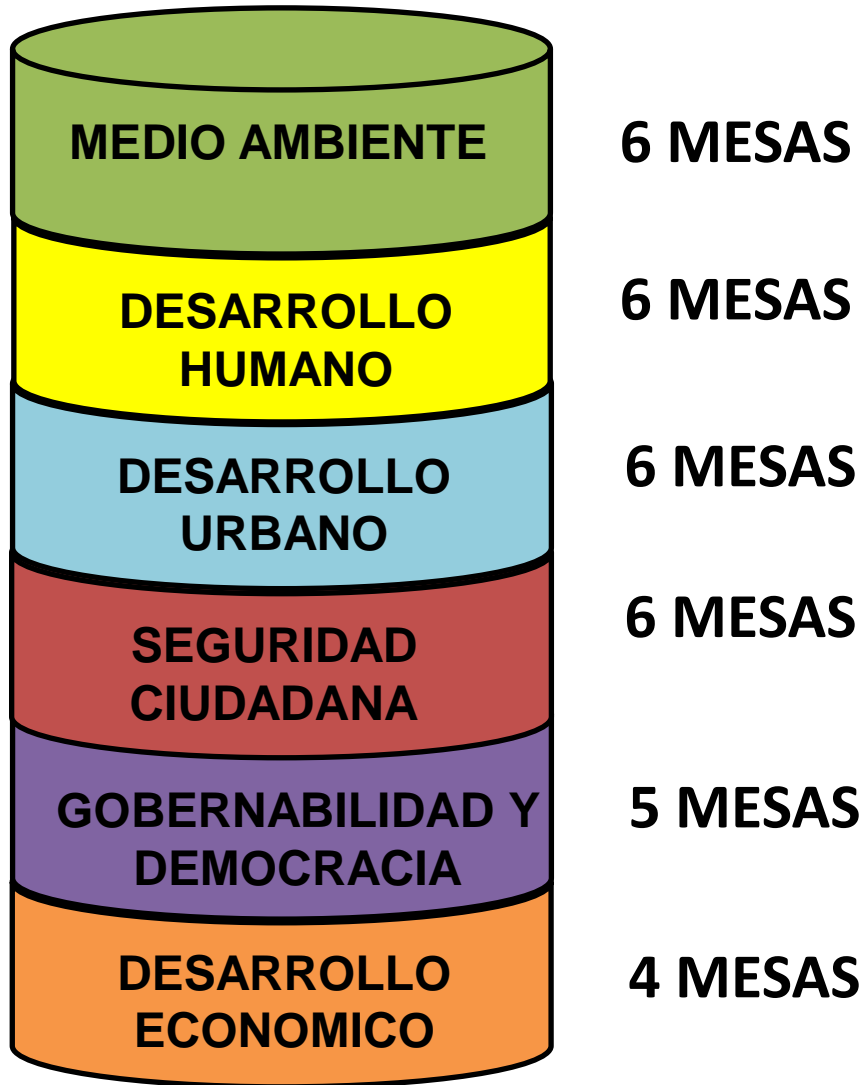 MEDIO AMBIENTE
6 MESAS
DESARROLLO
HUMANO
6 MESAS
DESARROLLO
URBANO
6 MESAS
SEGURIDAD
CIUDADANA
6 MESAS
GOBERNABILIDAD Y
DEMOCRACIA
5 MESAS
DESARROLLO
ECONOMICO
4 MESAS